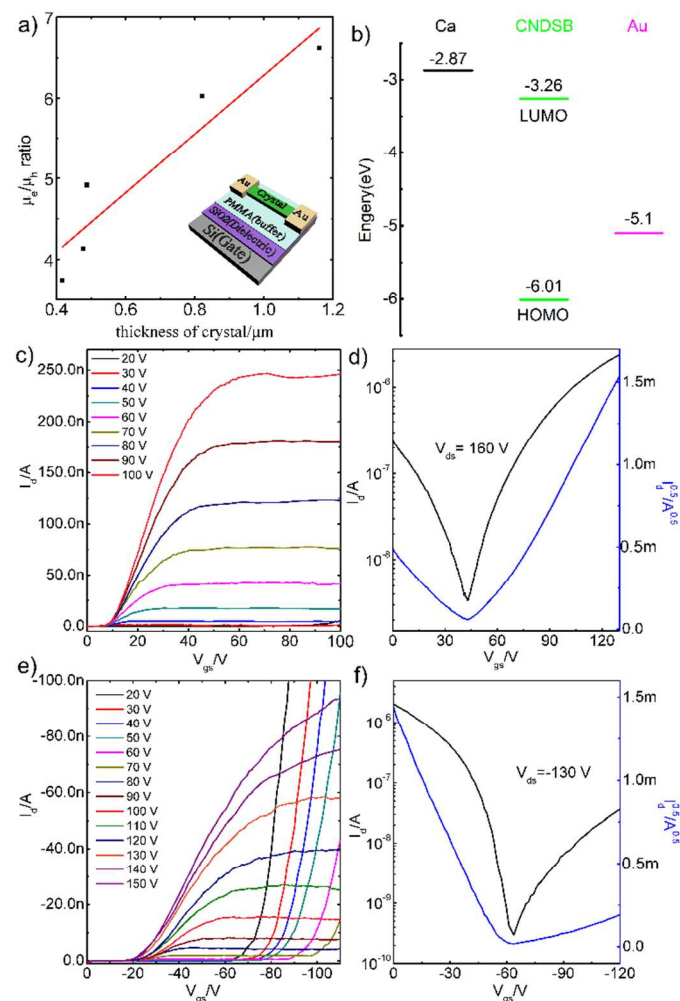 a)
7
6
5
4
μe/μh ratio
0.4 0.6 0.8 1.0 1.2
thickness of crystal/μm
Au
Crystal
Au
PMMA(buffer)
SiO2(Dielectric)
Si(Gate)
b)
Ca CNDSB Au
-2.87
-3.26
LUMO
-5.1
-6.01
HOMO
-3
-4
-5
-6
Engery(eV)
c)
250.0n
200.0n
150.0n
100.0n
50.0n
0.0
Id/A
20 V
30 V
40 V
50 V
60 V
70 V
80 V
90 V
100 V
0 20 40 60 80 100
Vgs/V
d)
10-6
10-7
10-8
Id/A
Vds= 160 V
1.5m
1.0m
0.5m
0.0
Id0.5/A0.5
0 30 60 90 120
Vgs/V
e)
-100.0n
-80.0n
-60.0n
-40.0n
-20.0n
0.0
Id/A
20 V
30 V
40 V
50 V
60 V
70 V
80 V
90 V
100 V
110 V
120 V
130 V
140 V
150 V
0 -20 -40 -60 -80 -100
Vgs/V
f)
10-6
10-7
10-8
10-9
10-10
Id/A
Vds=-130 V
1.5m
1.0m
0.5m
0.0
Id0.5/A0.5
0 -30 -60 -90 -120
Vgs/V